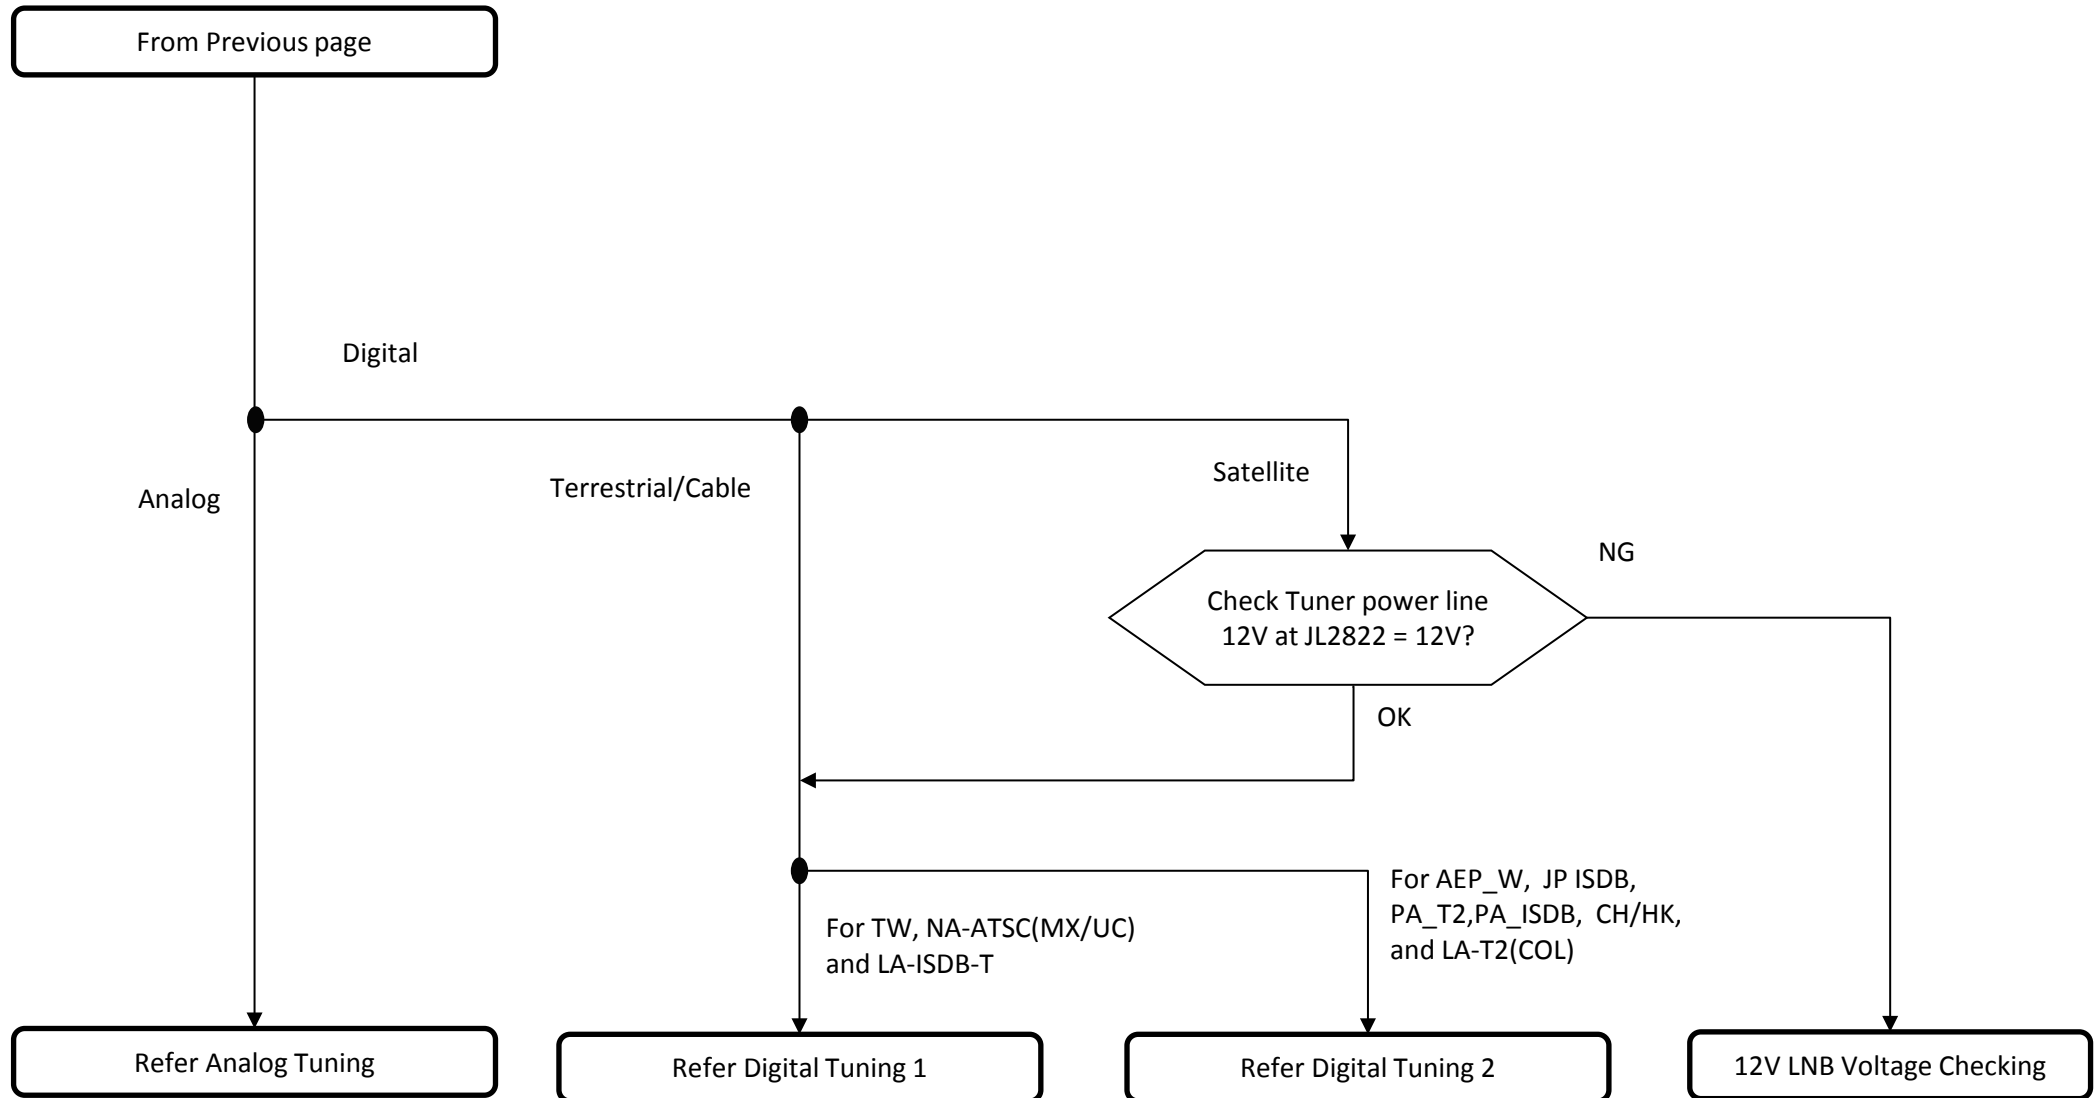 From Previous page
Digital
Analog
Terrestrial/Cable
Satellite
NG
Check Tuner power line
12V at JL2822 = 12V?
OK
For TW, NA-ATSC(MX/UC)
and LA-ISDB-T
For AEP_W, JP ISDB,
PA_T2,PA_ISDB, CH/HK,
and LA-T2(COL)
Refer Analog Tuning
Refer Digital Tuning 1
Refer Digital Tuning 2
12V LNB Voltage Checking